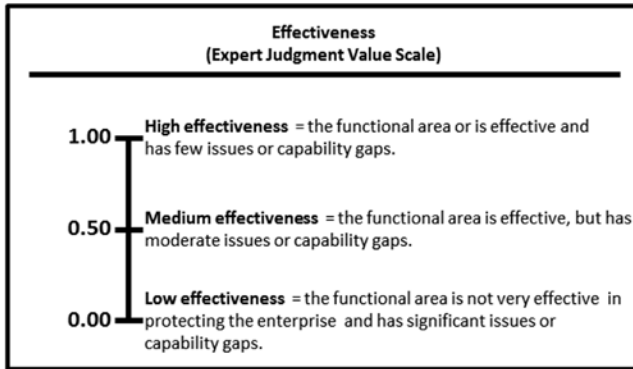 Effectiveness
(Expert Judgment Value Scale)
1.00
High effectiveness = the functional area or is effective and
has few issues or capability gaps.
0.50
Medium effectiveness = the functional area is effective, but has
moderate issues or capability gaps.
0.00
Low effectiveness = the functional area is not very effective in
protecting the enterprise and has significant issues or
capability gaps.